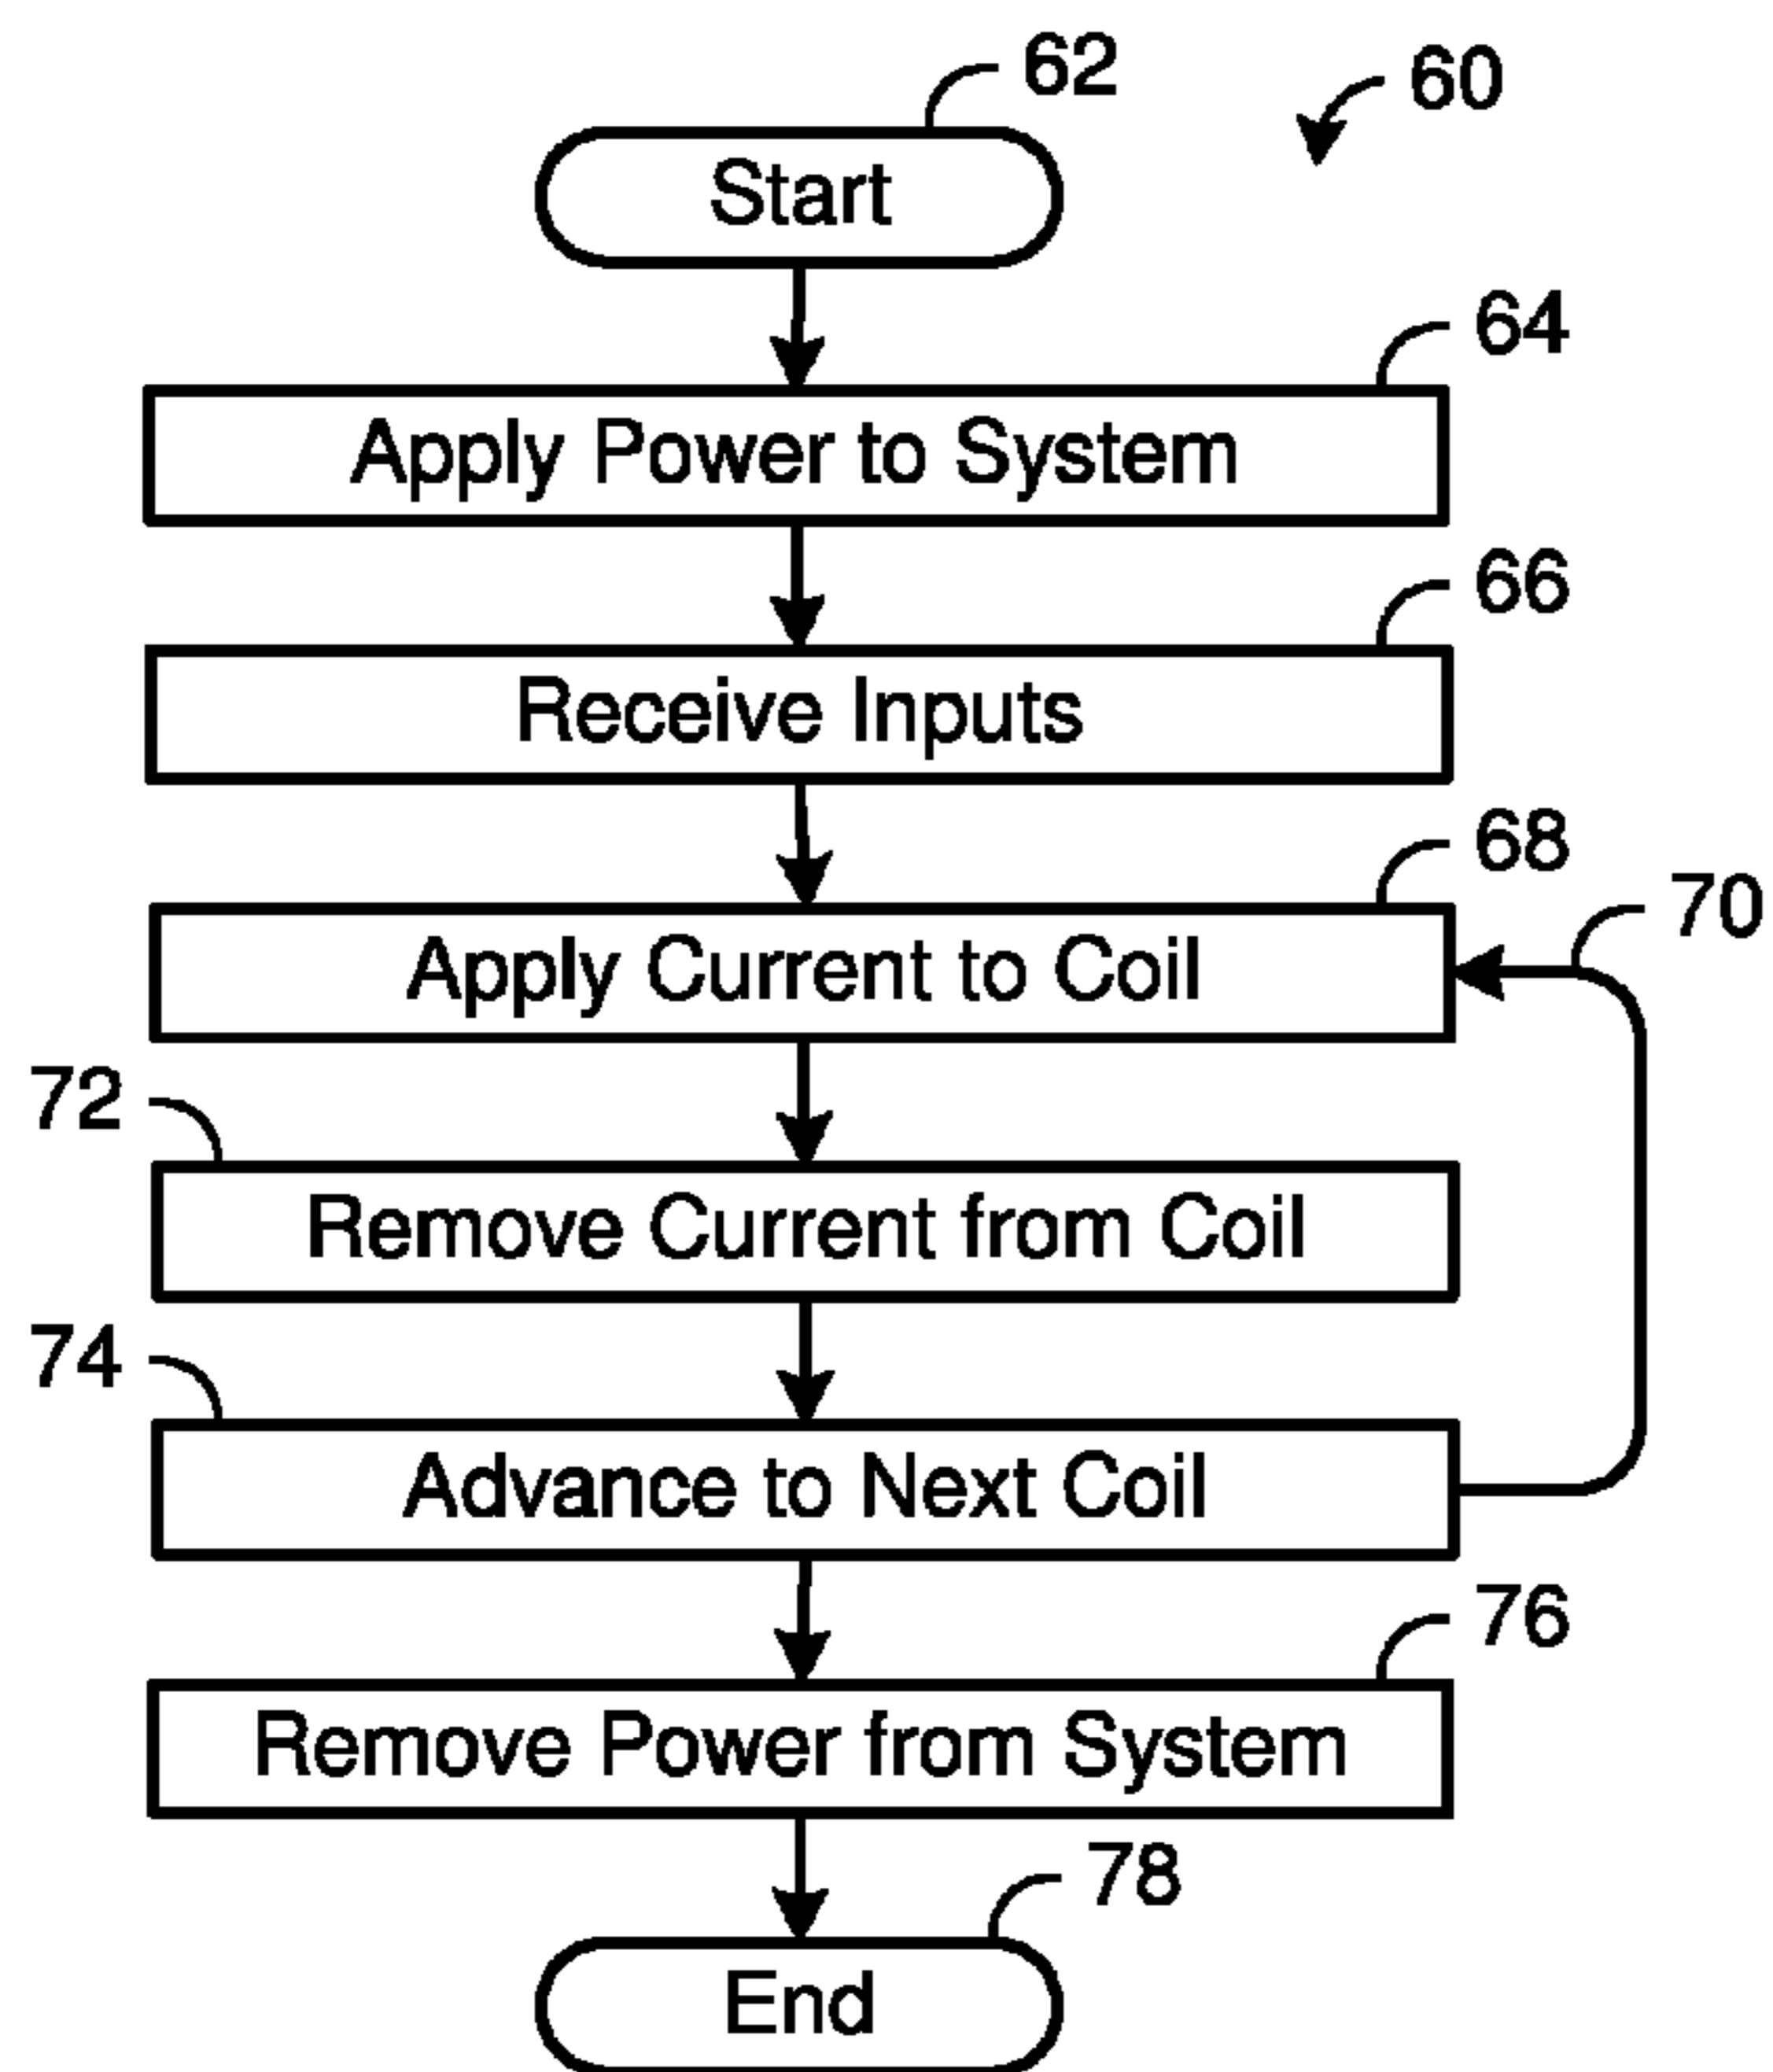 62
60
Start
64
Apply Power to System
66
Receive Inputs
68
70
Apply Current to Coil
72
Remove Current from Coil
74
Advance to Next Coil
76
Remove Power from System
78
End